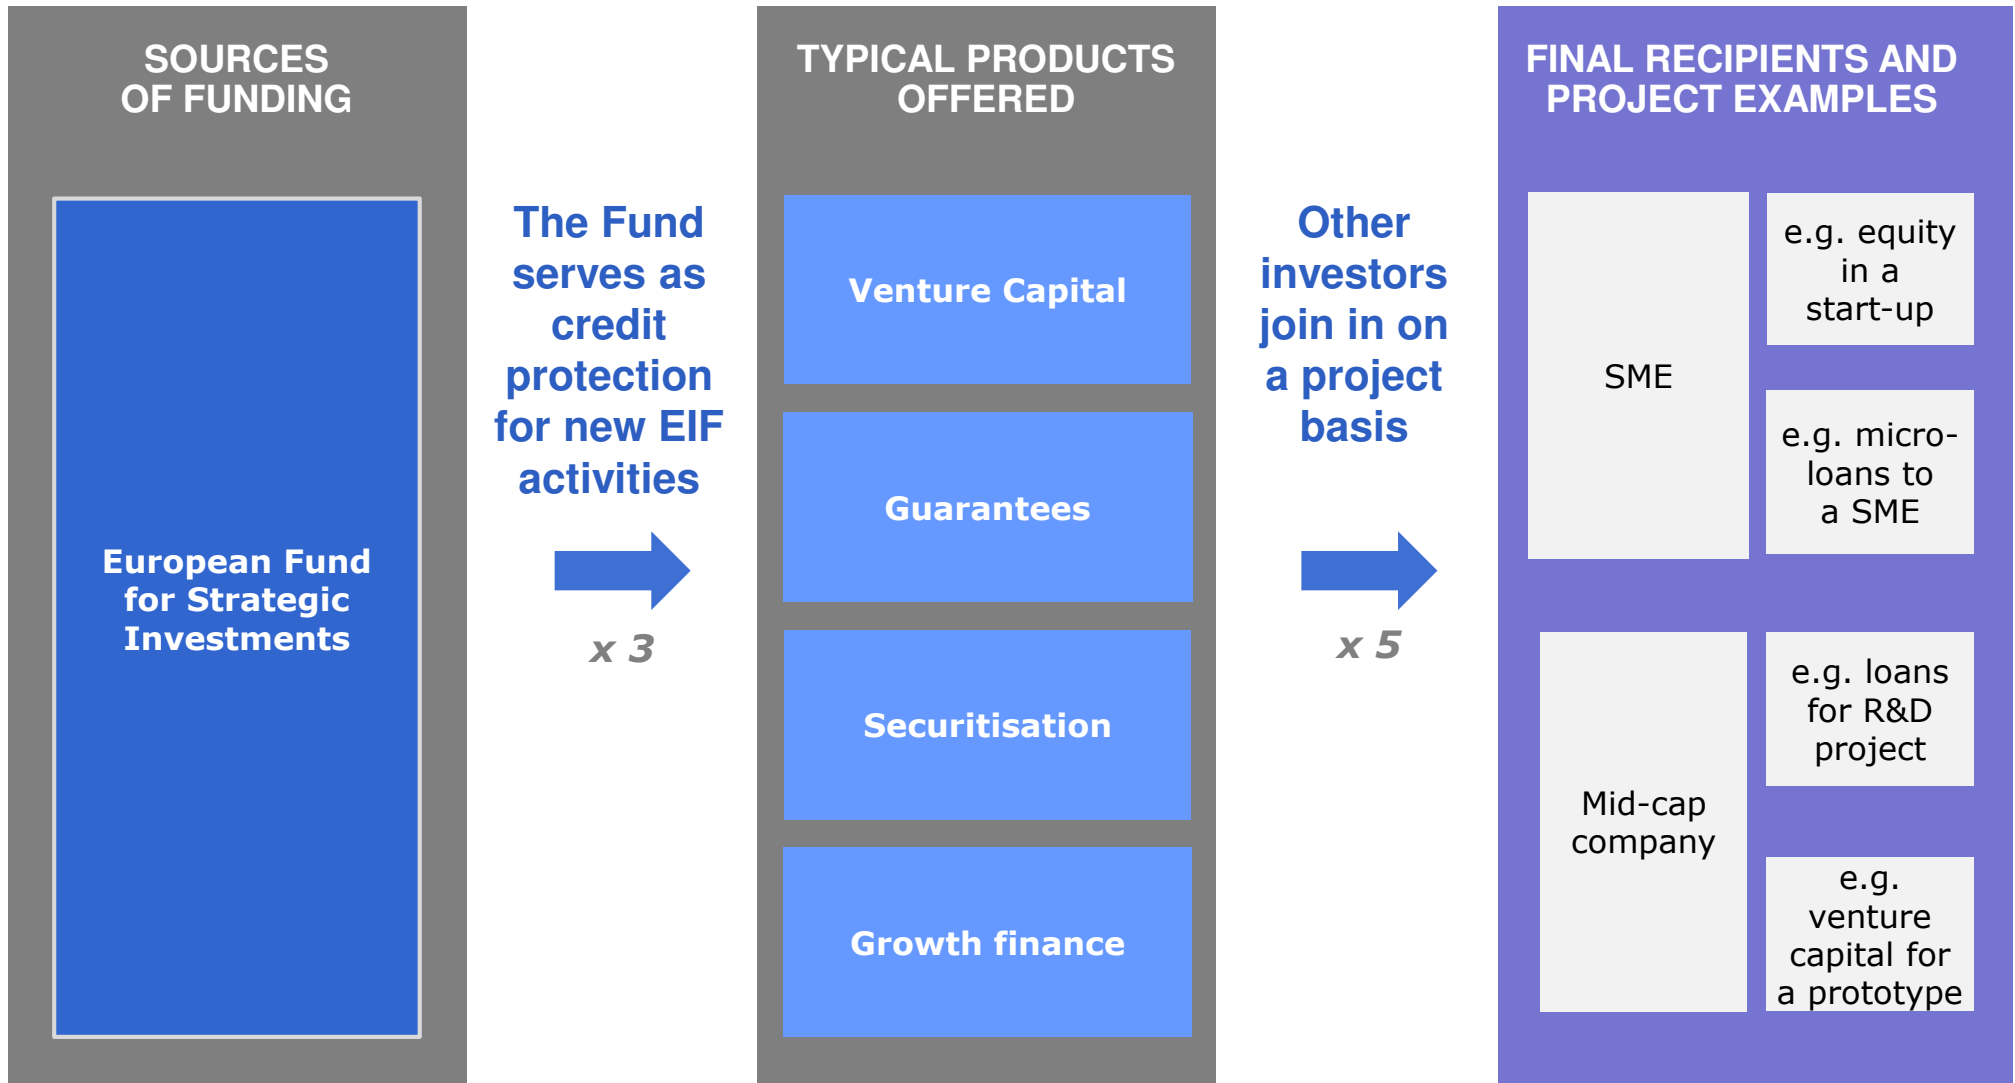 SOURCES
OF FUNDING
European Fund
for Strategic
Investments
The Fund
serves as
credit
protection
for new EIF
activities
x 3
TYPICAL PRODUCTS
OFFERED
Venture Capital
Guarantees
Securitisation
Growth finance
Other
investors
join in on
a project
basis
x 5
FINAL RECIPIENTS AND
PROJECT EXAMPLES
SME
e.g. equity
in a
start-up
e.g. micro-
loans to
a SME
Mid-cap
company
e.g. loans
for R&D
project
e.g.
venture
capital for
a prototype